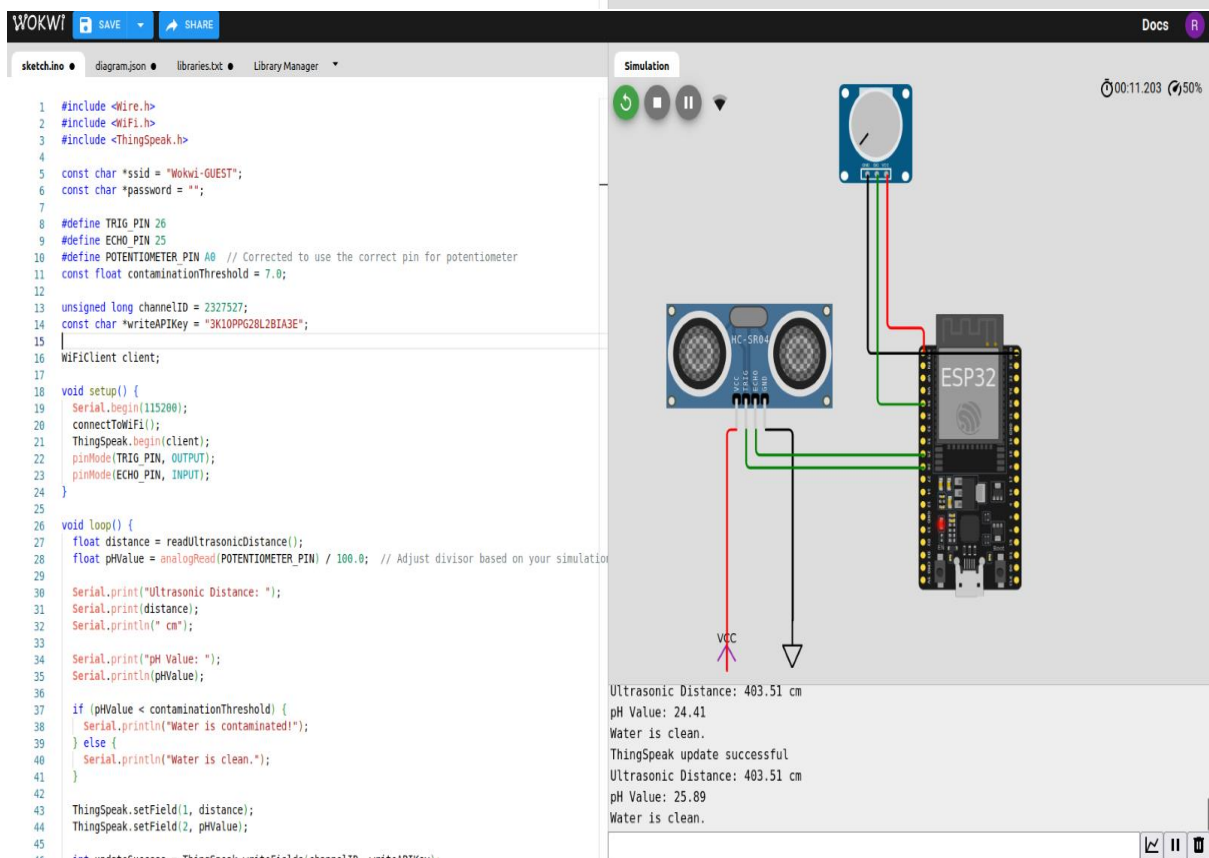 WOKWI SAVE SHARE Docs R
sketch.ino diagram.json libraries.txt Library Manager
1 #include <Wire.h>
2 #include <WiFi.h>
3 #include <ThingSpeak.h>
4
5 const char *ssid = "Wokwi-GUEST";
6 const char *password = "";
7
8 #define TRIG_PIN 26
9 #define ECHO_PIN 25
10 #define POTENTIOMETER_PIN A0  // Corrected to use the correct pin for potentiometer
11 const float contaminationThreshold = 7.0;
12
13 unsigned long channelID = 2327527;
14 const char *writeAPIKey = "3K1OPPG28L2BIA3E";
15
16 WiFiClient client;
17
18 void setup() {
19 Serial.begin(115200);
20 connectToWiFi();
21 ThingSpeak.begin(client);
22 pinMode(TRIG_PIN, OUTPUT);
23 pinMode(ECHO_PIN, INPUT);
24 }
25
26 void loop() {
27 float distance = readUltrasonicDistance();
28 float pHValue = analogRead(POTENTIOMETER_PIN) / 100.0;  // Adjust divisor based on your simulatio
29
30 Serial.print("Ultrasonic Distance: ");
31 Serial.print(distance);
32 Serial.println(" cm");
33
34 Serial.print("pH Value: ");
35 Serial.println(pHValue);
36
37 if (pHValue < contaminationThreshold) {
38 Serial.println("Water is contaminated!");
39 } else {
40 Serial.println("Water is clean.");
41 }
42
43 ThingSpeak.setField(1, distance);
44 ThingSpeak.setField(2, pHValue);
45
Simulation
00:11.203 50%
HC-SR04
VCC
TRIG
ECHO
GND
ESP32
EN
Boot
VCC
Ultrasonic Distance: 403.51 cm
pH Value: 24.41
Water is clean.
ThingSpeak update successful
Ultrasonic Distance: 403.51 cm
pH Value: 25.89
Water is clean.